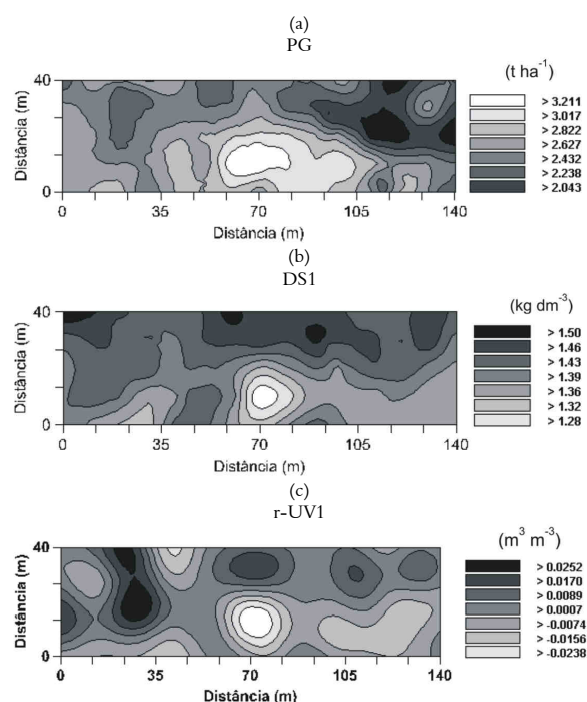 (a)
PG
(t ha⁻¹)
40
> 3.211
> 3.017
> 2.822
> 2.627
> 2.432
> 2.238
> 2.043
Distância (m)
0
0 35 70 105 140
Distância (m)
(b)
DS1
(kg dm⁻³)
40
> 1.50
> 1.46
> 1.43
> 1.39
> 1.36
> 1.32
> 1.28
Distância (m)
0
0 35 70 105 140
Distância (m)
(c)
r-UV1
(m³ m⁻³)
40
> 0.0252
> 0.0170
> 0.0089
> 0.0007
> -0.0074
> -0.0156
> -0.0238
Distância (m)
0
0 35 70 105 140
Distância (m)